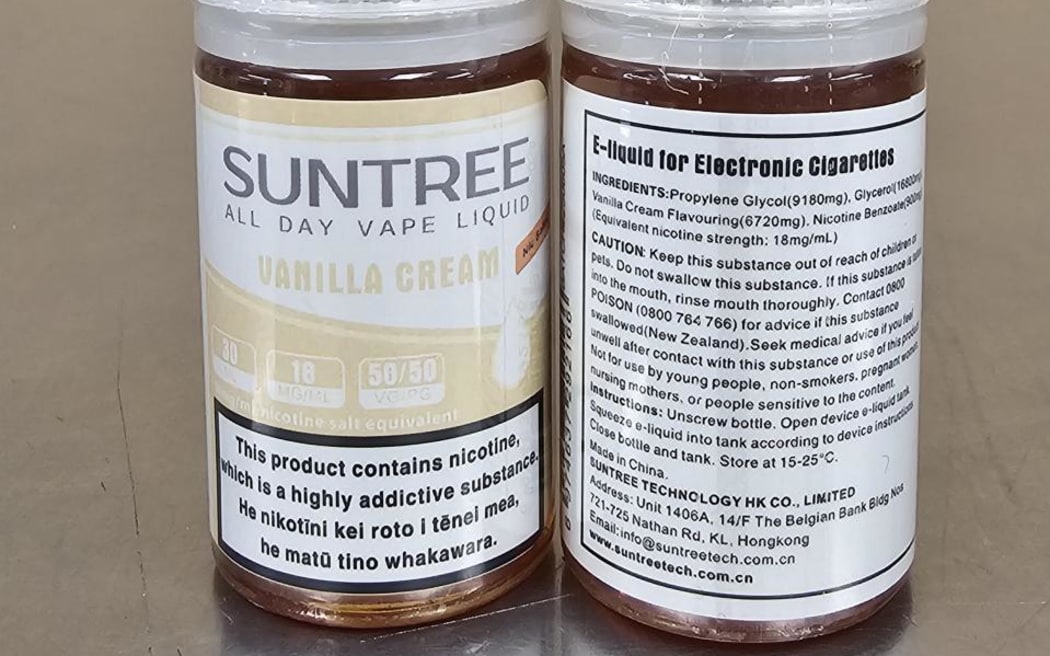 SUNTREE
ALL DAY VAPE LIQUID
VANILLA CREAM
30
18
MG/ML
50/50
VG/PG
nicotine salt equivalent
This product contains nicotine,
which is a highly addictive substance.
He nikotīni kei roto i tēnei mea,
he matū tino whakawara.
E-liquid for Electronic Cigarettes
INGREDIENTS:Propylene Glycol(9180mg), Glycerol(16800mg),
Vanilla Cream Flavouring(6720mg), Nicotine Benzoate(900mg)
(Equivalent nicotine strength: 18mg/mL)
CAUTION: Keep this substance out of reach of children or
pets. Do not swallow this substance. If this substance is
into the mouth, rinse mouth thoroughly. Contact 0800
POISON (0800 764 766) for advice if this substance
swallowed(New Zealand).Seek medical advice if you feel
unwell after contact with this substance or use of this product.
Not for use by young people, non-smokers, pregnant women,
nursing mothers, or people sensitive to the content.
Instructions: Unscrew bottle. Open device e-liquid tank.
Squeeze e-liquid into tank according to device instructions.
Close bottle and tank. Store at 15-25°C.
Made in China.
SUNTREE TECHNOLOGY HK CO., LIMITED
Address: Unit 1406A, 14/F The Belgian Bank Bldg Nos
721-725 Nathan Rd, KL, Hongkong
Email:info@suntreetech.com.cn
www.suntreetech.com.cn